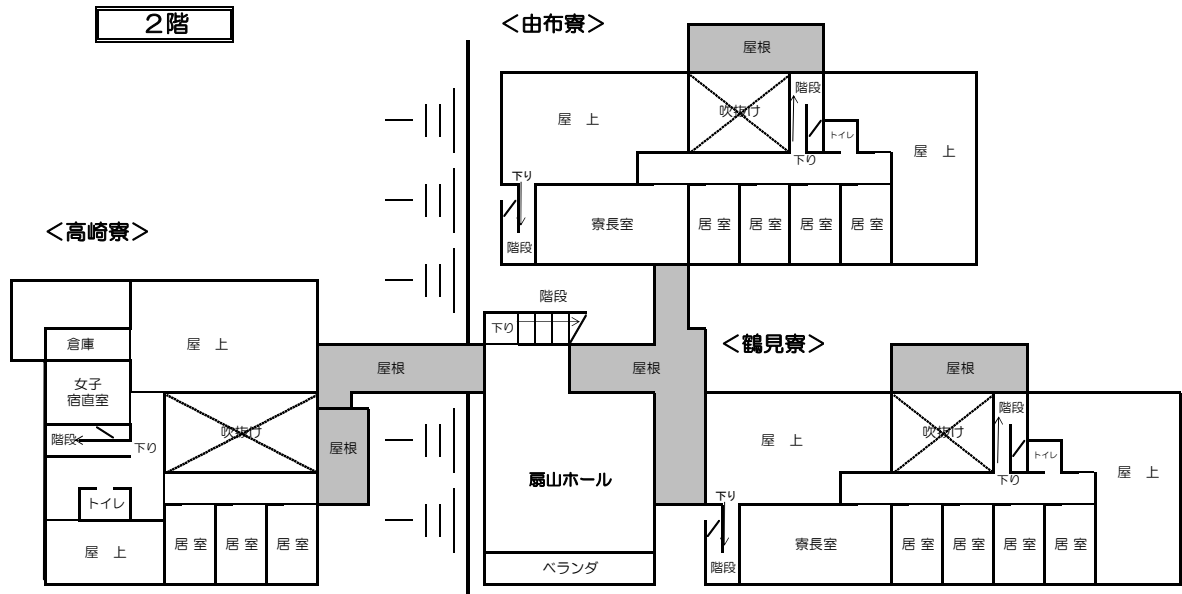 ２階
＜由布寮＞
屋根
階段
吹抜け
トイレ
屋　上
屋　上
下り
下り
寮長室
居 室
居 室
居 室
居 室
階段
＜高崎寮＞
倉庫
屋　上
女子
宿直室
階段
下り
吹抜け
トイレ
屋　上
居 室
居 室
居 室
屋根
屋根
階段
下り
屋根
扇山ホール
ベランダ
＜鶴見寮＞
屋根
階段
吹抜け
トイレ
屋　上
屋　上
下り
下り
寮長室
居 室
居 室
居 室
居 室
階段